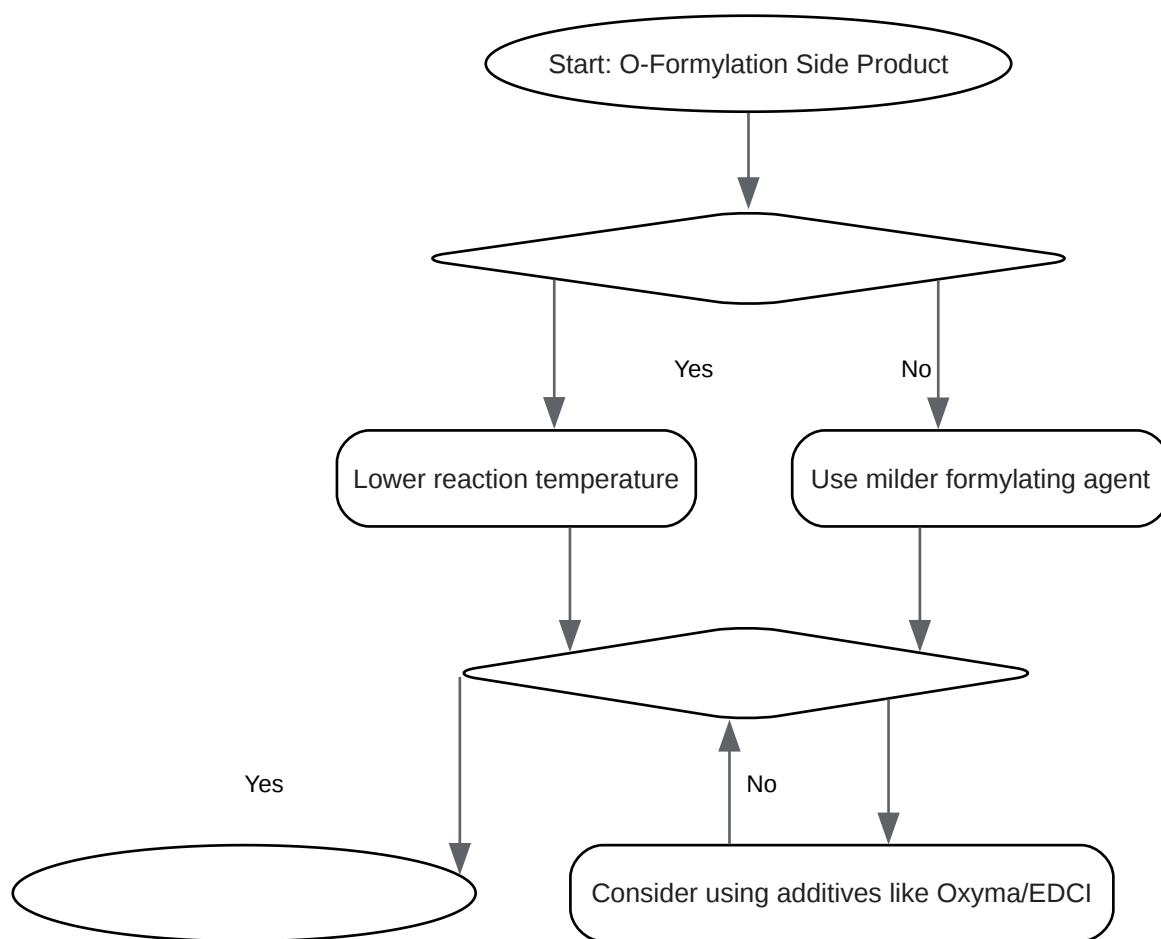 Start: O-Formylation Side Product
Yes
No
Lower reaction temperature
Use milder formylating agent
Yes
No
Consider using additives like Oxyma/EDCI